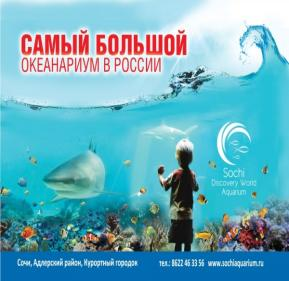 САМЫЙ БОЛЬШОЙ
ОКЕАНАРИУМ В РОССИИ
Sochi
Discovery World
Aquarium
Сочи, Адлерский район, Курортный городок тел.: 8622 46 33 56 www.sochiaquarium.ru